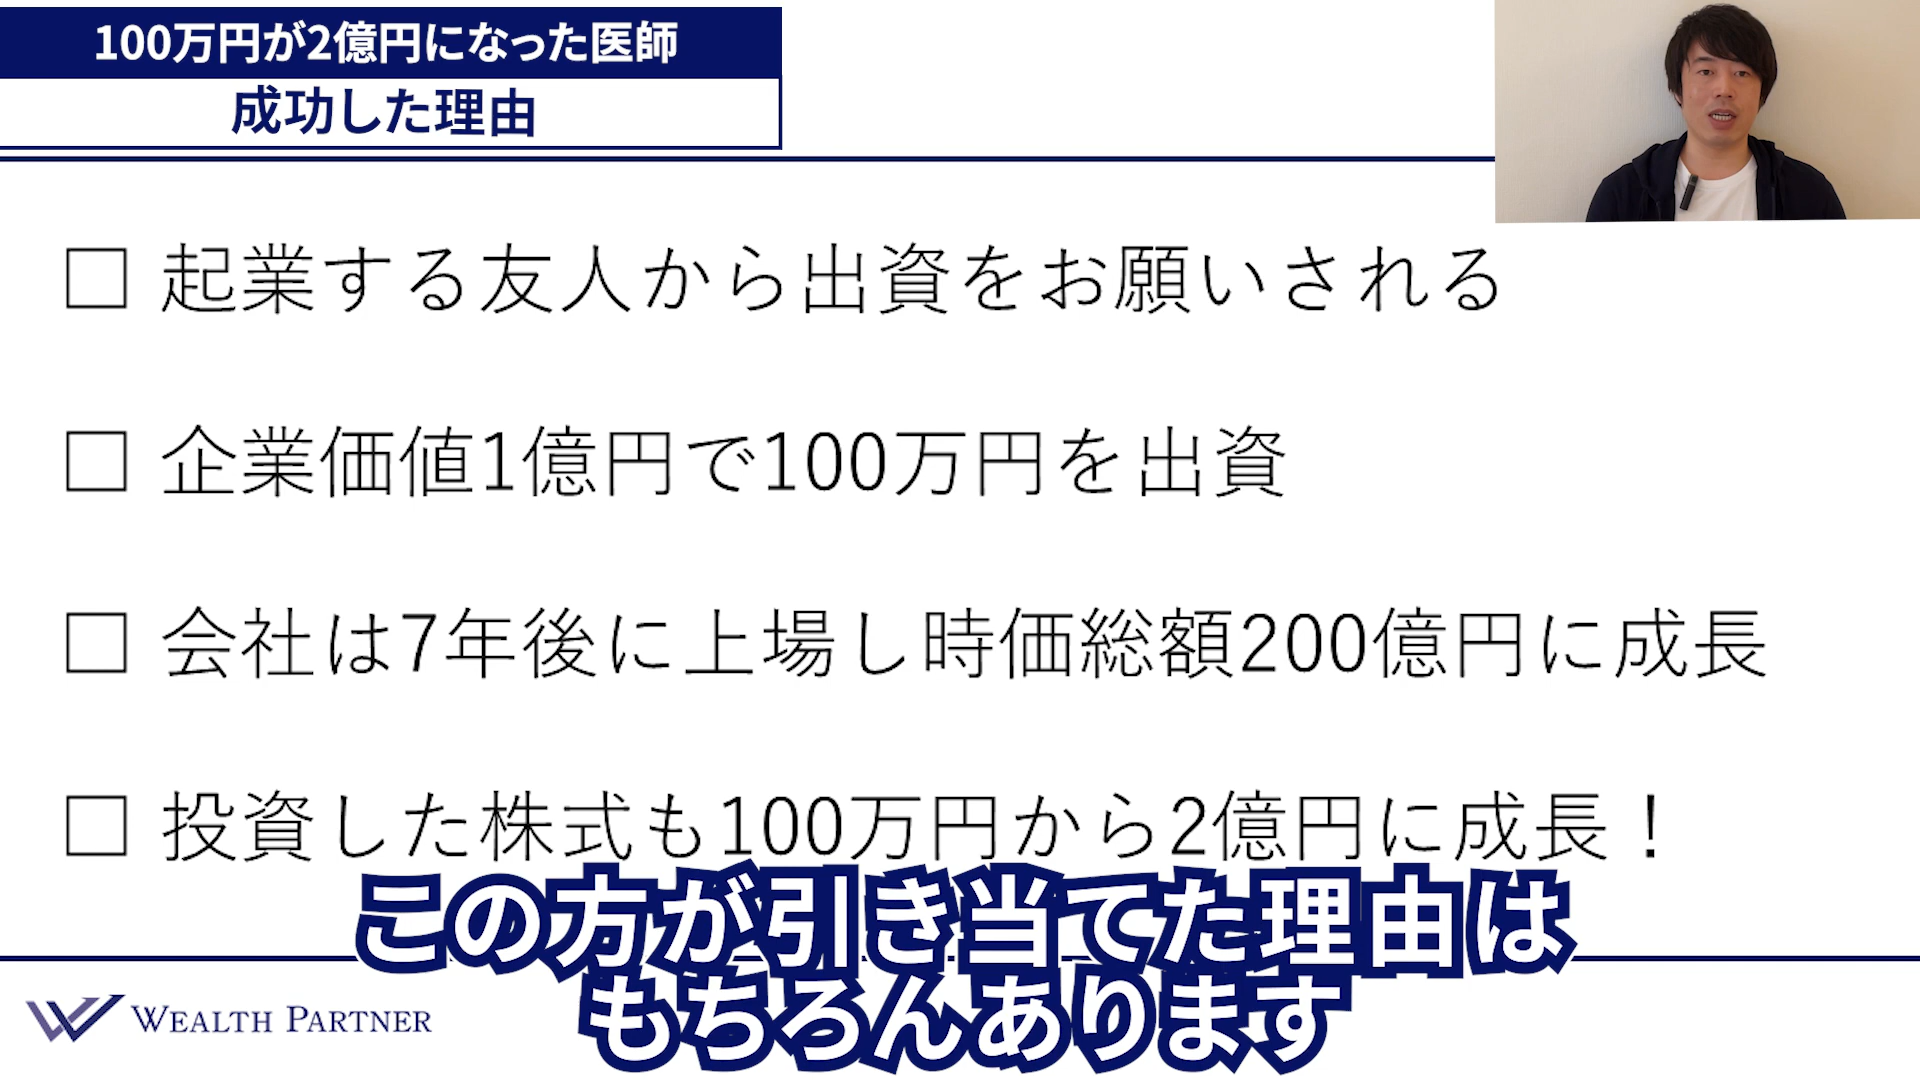 100万円が2億円になった医師
成功した理由
□ 起業する友人から出資をお願いされる
□ 企業価値1億円で100万円を出資
□ 会社は7年後に上場し時価総額200億円に成長
□ 投資した株式も100万円から2億円に成長！
この方が引き当てた理由は
もちろんあります
WEALTH PARTNER